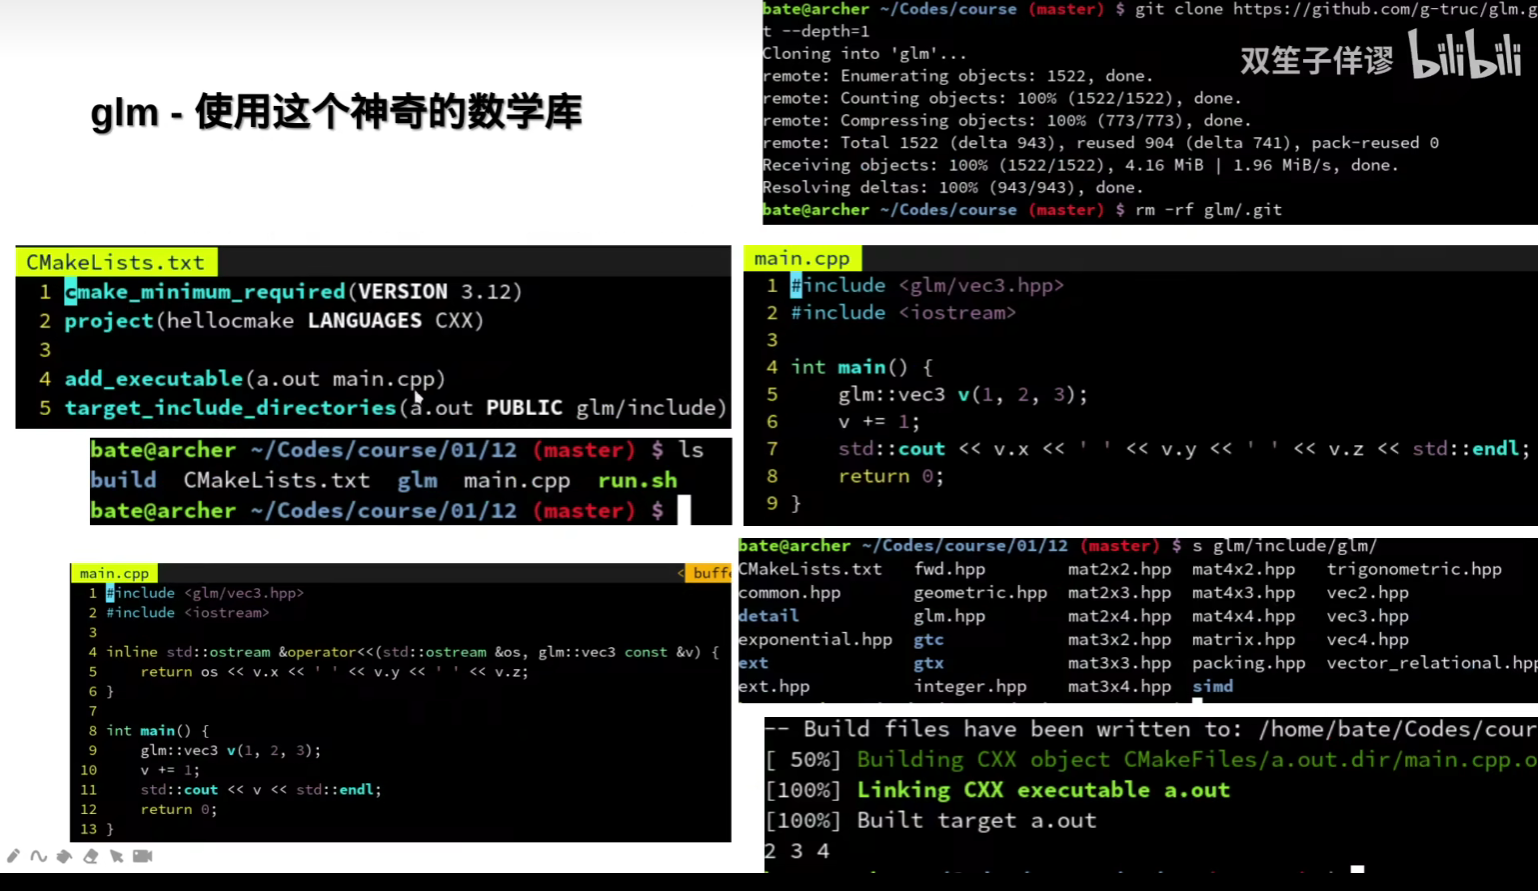 glm - 使用这个神奇的数学库
bate@archer ~/Codes/course (master) $ git clone https://github.com/g-truc/glm.g
t --depth=1
Cloning into 'glm'...
remote: Enumerating objects: 1522, done.
remote: Counting objects: 100% (1522/1522), done.
remote: Compressing objects: 100% (773/773), done.
remote: Total 1522 (delta 943), reused 904 (delta 741), pack-reused 0
Receiving objects: 100% (1522/1522), 4.16 MiB | 1.96 MiB/s, done.
Resolving deltas: 100% (943/943), done.
bate@archer ~/Codes/course (master) $ rm -rf glm/.git
双笙子佯谬 bilibili
CMakeLists.txt
1 cmake_minimum_required(VERSION 3.12)
2 project(hellocmake LANGUAGES CXX)
3
4 add_executable(a.out main.cpp)
5 target_include_directories(a.out PUBLIC glm/include)
bate@archer ~/Codes/course/01/12 (master) $ ls
build CMakeLists.txt glm main.cpp run.sh
bate@archer ~/Codes/course/01/12 (master) $
main.cpp
1 #include <glm/vec3.hpp>
2 #include <iostream>
3
4 int main() {
5 glm::vec3 v(1, 2, 3);
6 v += 1;
7 std::cout << v.x << ' ' << v.y << ' ' << v.z << std::endl;
8 return 0;
9 }
main.cpp < buffe
1 #include <glm/vec3.hpp>
2 #include <iostream>
3
4 inline std::ostream &operator<<(std::ostream &os, glm::vec3 const &v) {
5 return os << v.x << ' ' << v.y << ' ' << v.z;
6 }
7
8 int main() {
9 glm::vec3 v(1, 2, 3);
10 v += 1;
11 std::cout << v << std::endl;
12 return 0;
13 }
bate@archer ~/Codes/course/01/12 (master) $ s glm/include/glm/
CMakeLists.txt fwd.hpp mat2x2.hpp mat4x2.hpp trigonometric.hpp
common.hpp geometric.hpp mat2x3.hpp mat4x3.hpp vec2.hpp
detail glm.hpp mat2x4.hpp mat4x4.hpp vec3.hpp
exponential.hpp gtc mat3x2.hpp matrix.hpp vec4.hpp
ext gtx mat3x3.hpp packing.hpp vector_relational.hpp
ext.hpp integer.hpp mat3x4.hpp simd
-- Build files have been written to: /home/bate/Codes/cour
[ 50%] Building CXX object CMakeFiles/a.out.dir/main.cpp.o
[100%] Linking CXX executable a.out
[100%] Built target a.out
2 3 4